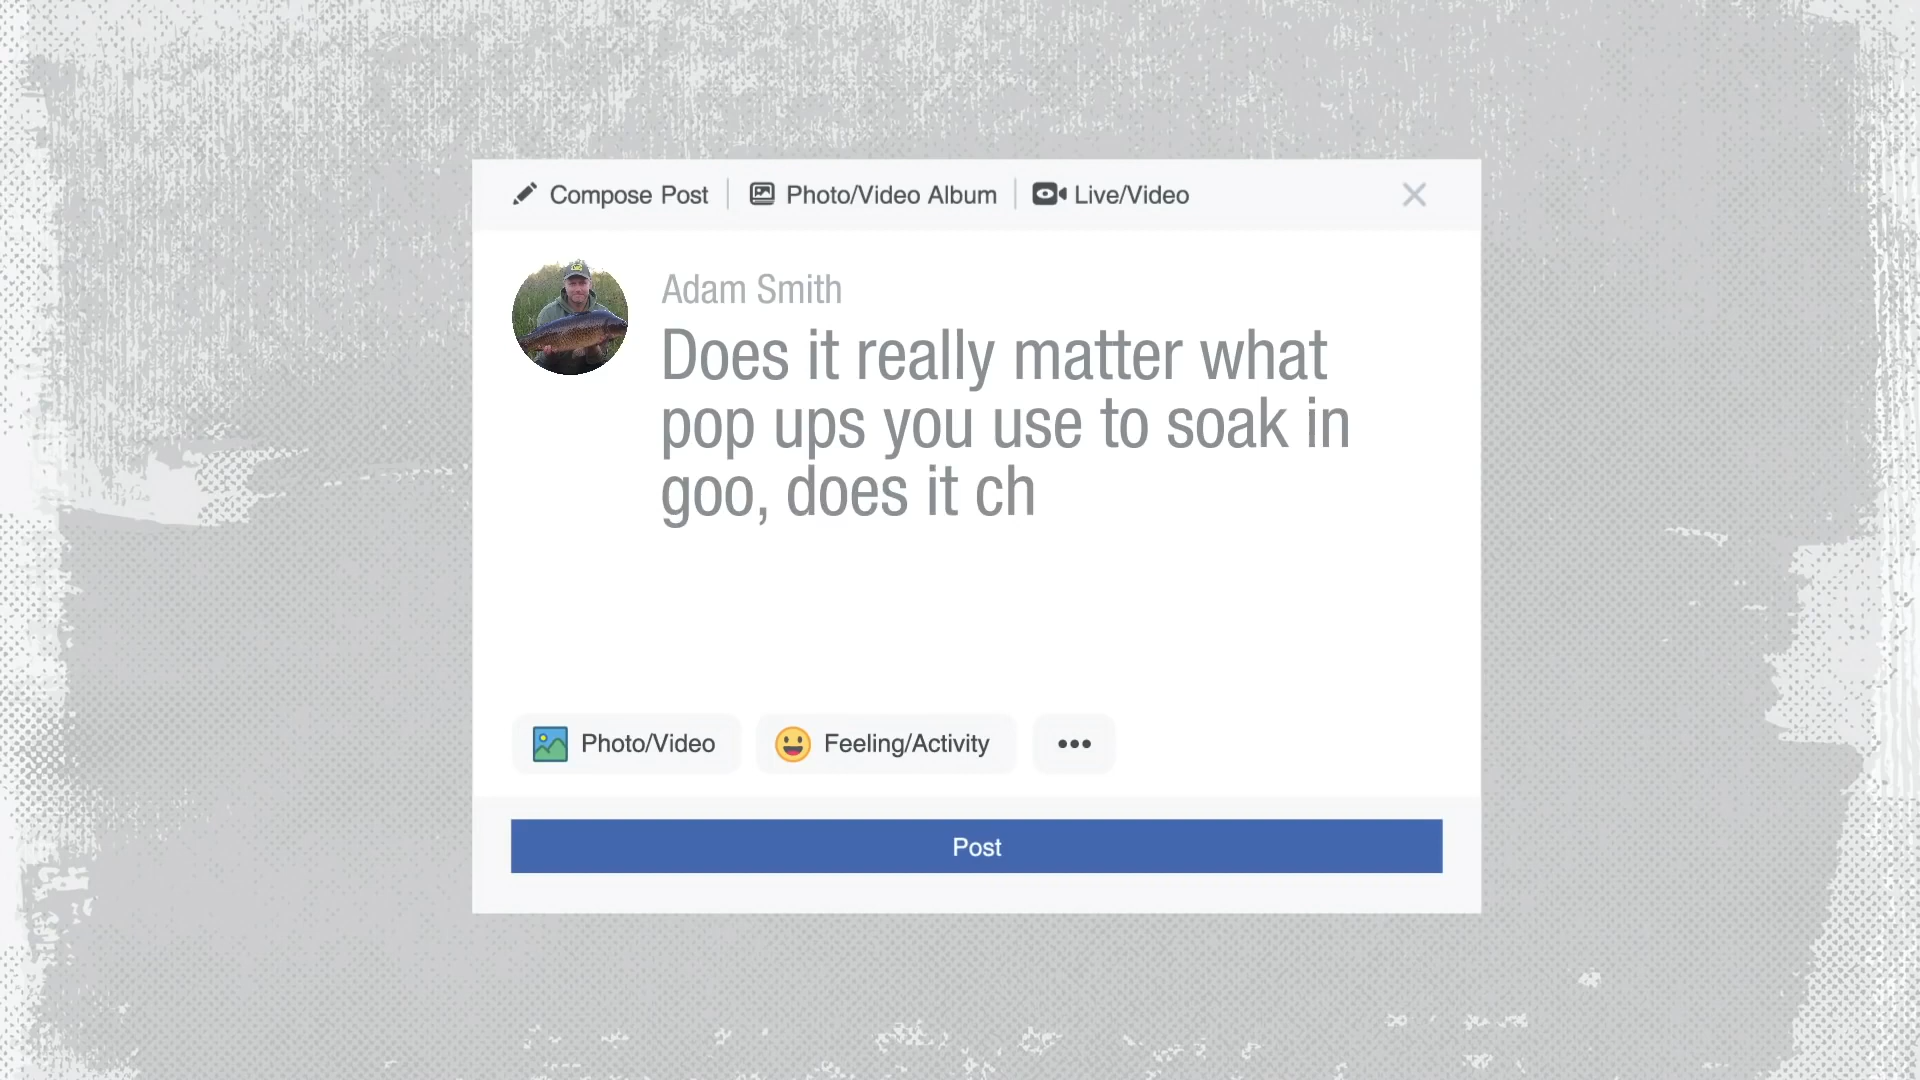 Compose Post
Photo/Video Album
Live/Video
Adam Smith
Does it really matter what
pop ups you use to soak in
goo, does it ch
Photo/Video
Feeling/Activity
Post